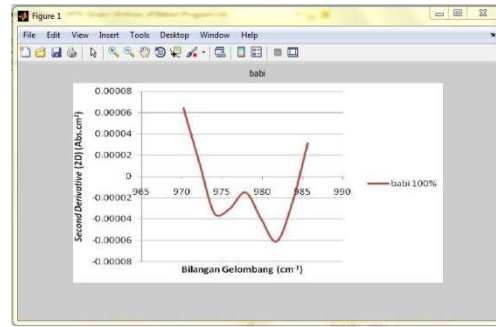 Figure 1
File Edit View Insert Tools Desktop Window Help
babi
0.00008
0.00006
0.00004
0.00002
0
-0.00002
-0.00004
-0.00006
-0.00008
965 970 975 980 985 990
Second Derivative (2D) (Abs.cm²)
Bilangan Gelombang (cm⁻¹)
babi 100%